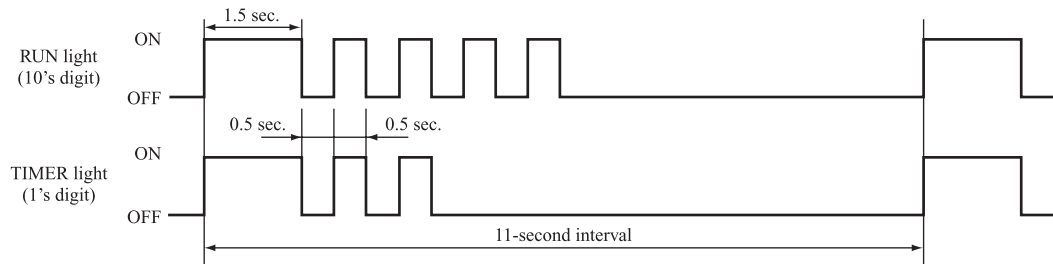 1.5 sec.
ON
RUN light
(10's digit)
OFF
0.5 sec.
0.5 sec.
ON
TIMER light
(1's digit)
OFF
11-second interval